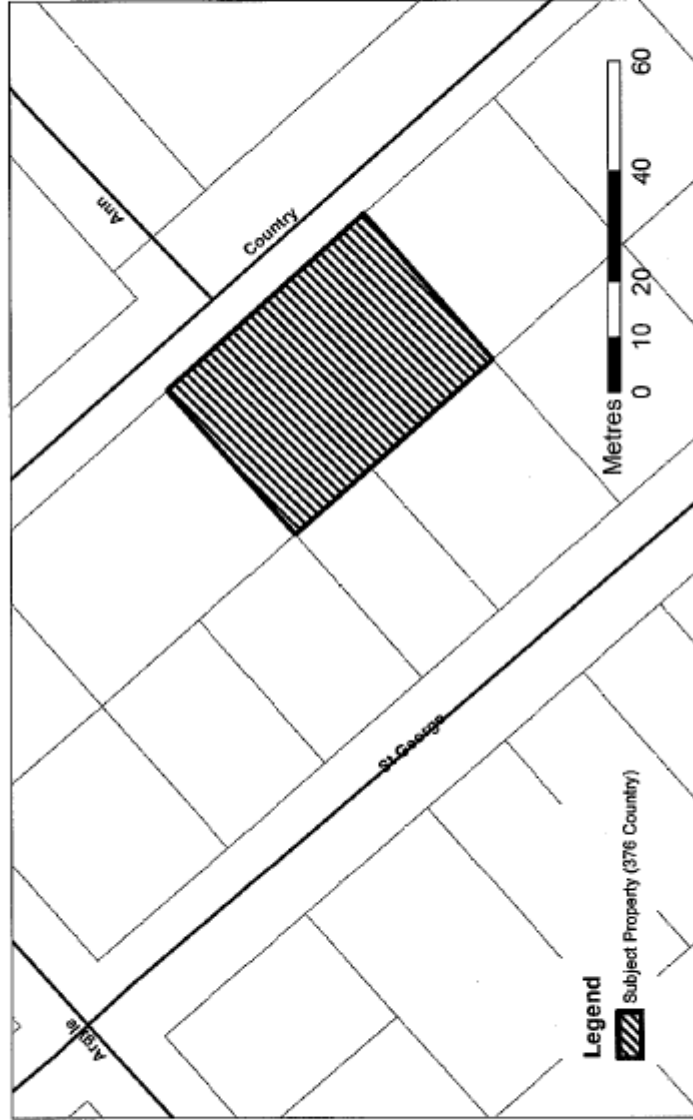 Ann
Country
Argyle
St George
Metres
0 10 20 40 60
Legend
Subject Property (376 Country)